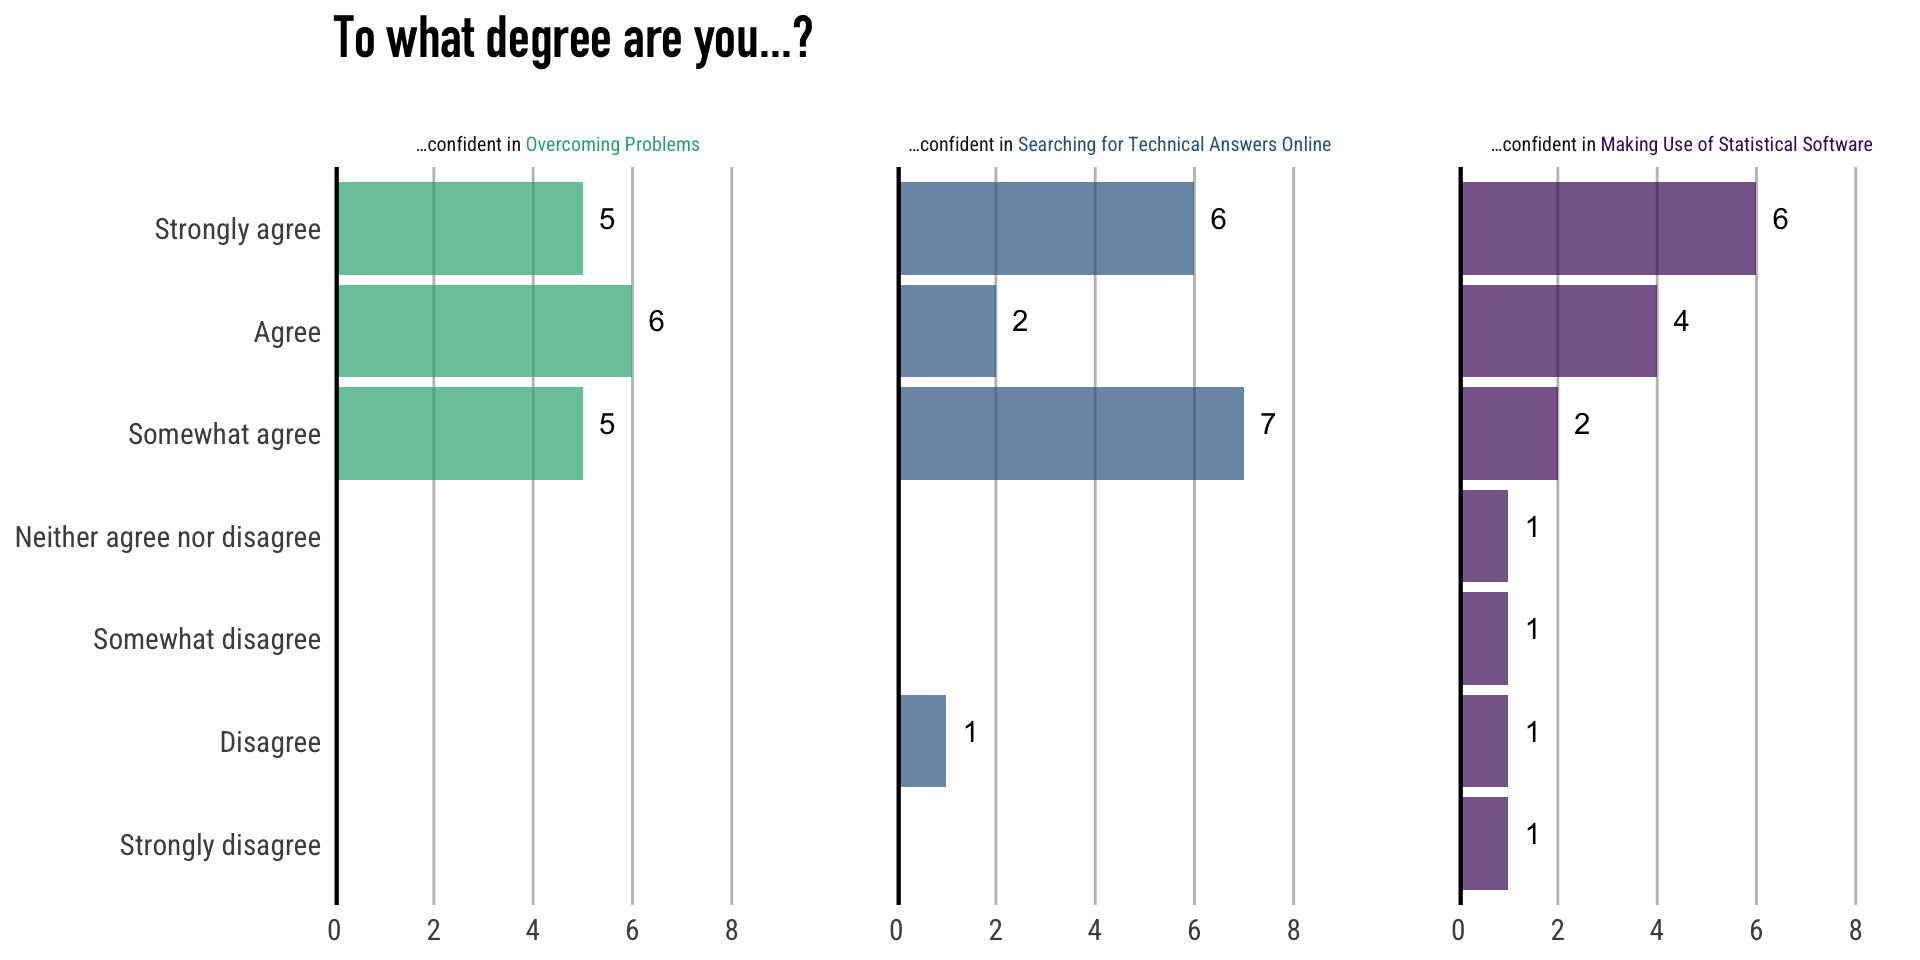 To what degree are you...?
...confident in Overcoming Problems
...confident in Searching for Technical Answers Online
...confident in Making Use of Statistical Software
Strongly agree
5
6
6
Agree
6
2
4
Somewhat agree
5
7
2
Neither agree nor disagree
1
Somewhat disagree
1
Disagree
1
1
Strongly disagree
1
0 2 4 6 8
0 2 4 6 8
0 2 4 6 8